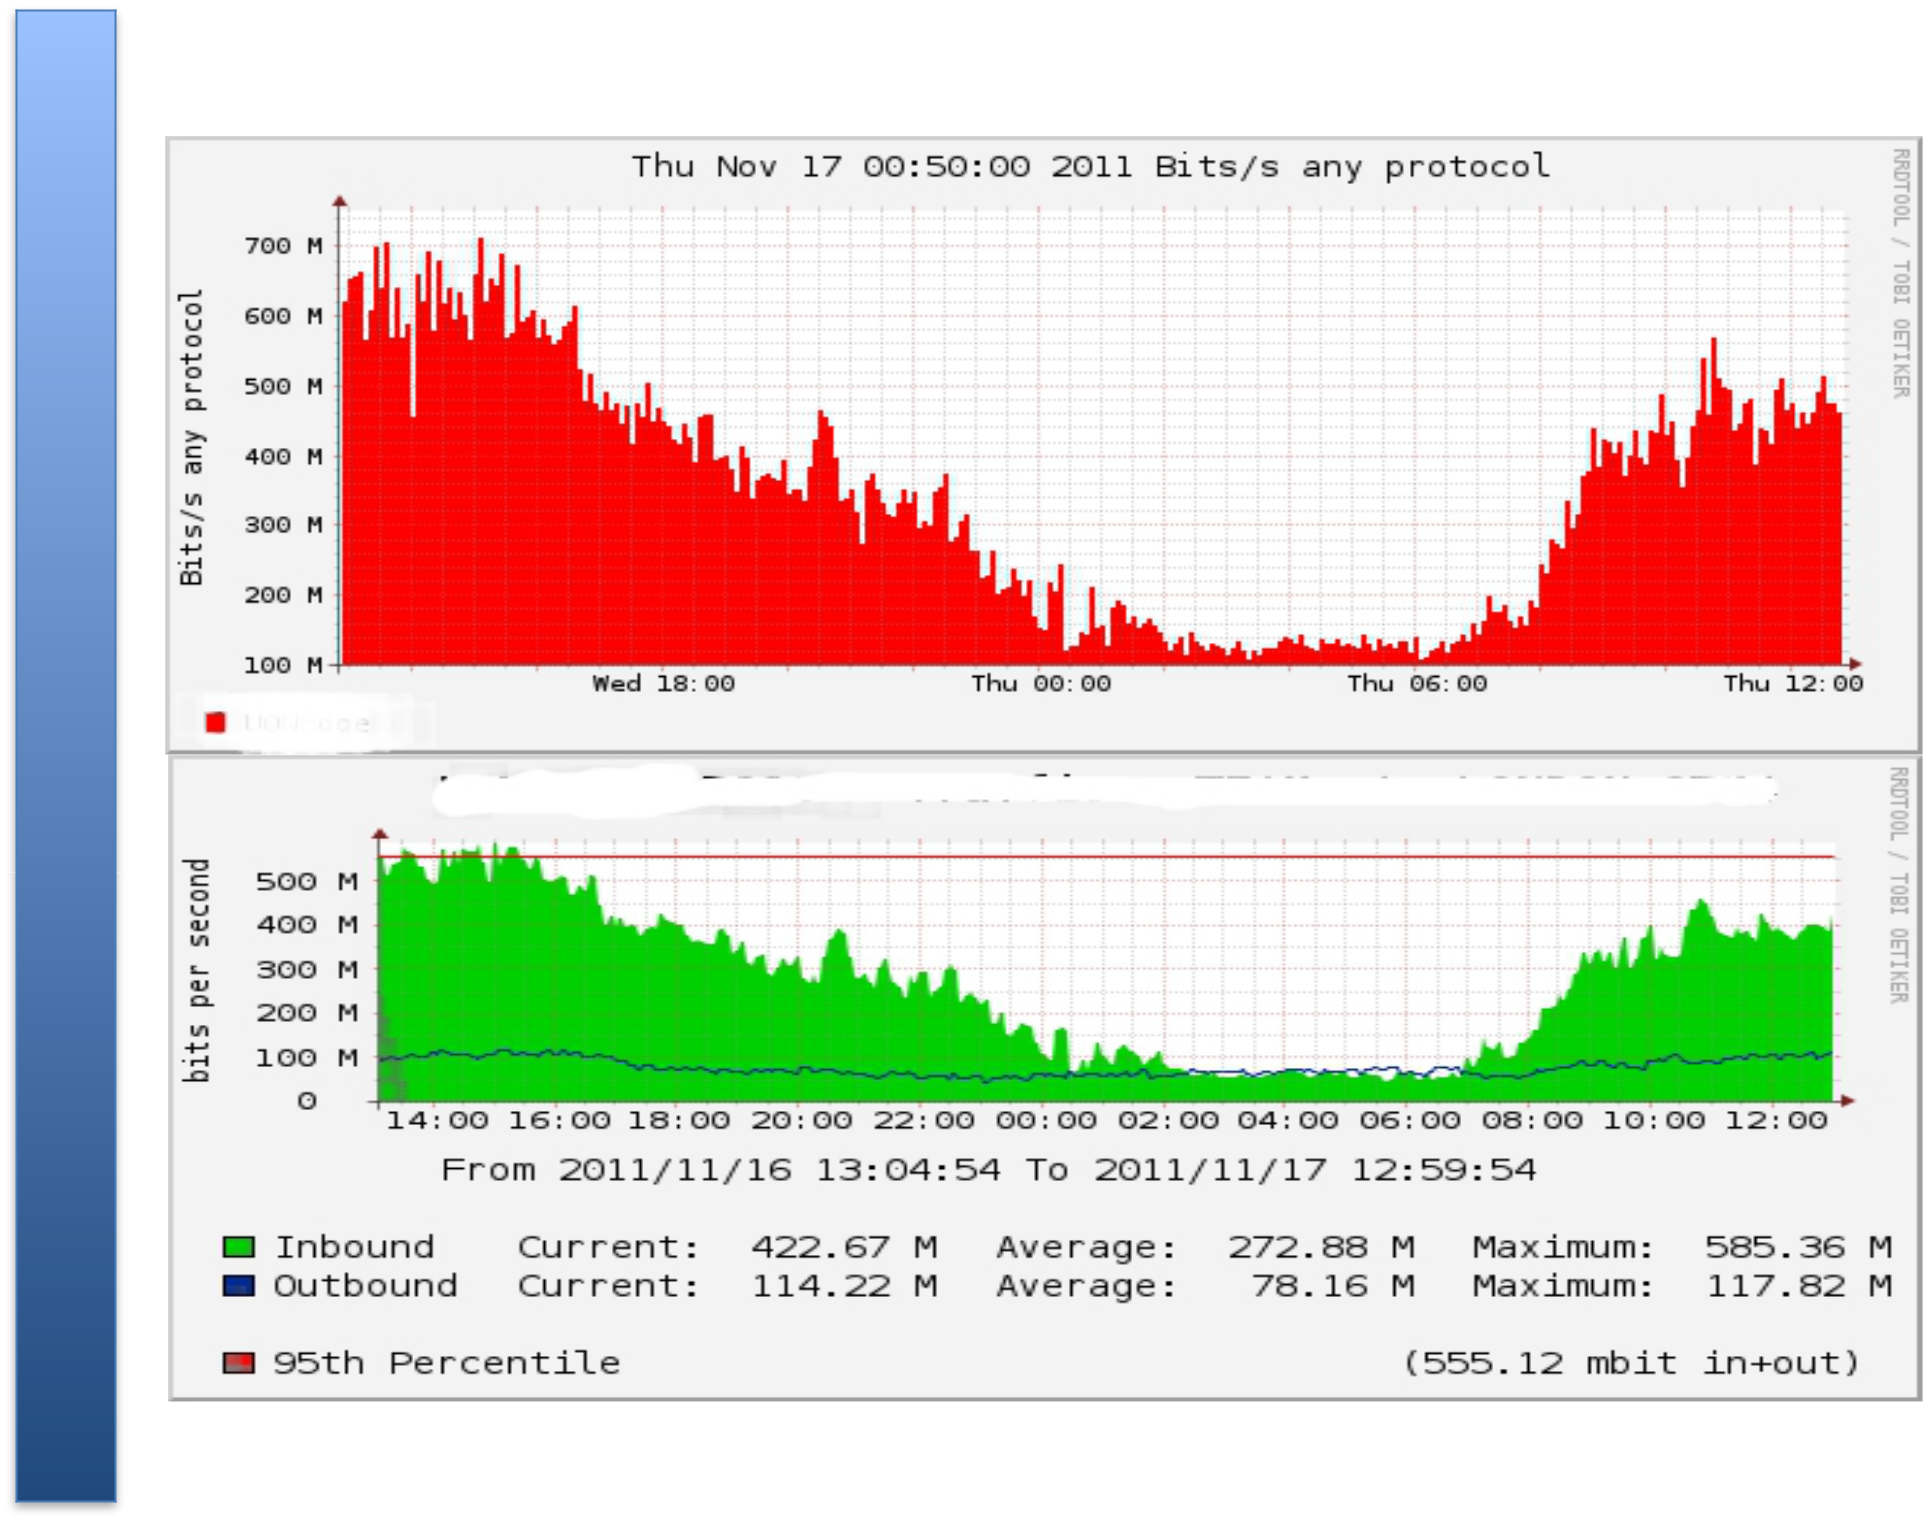 Thu Nov 17 00:50:00 2011 Bits/s any protocol
RRDTOOL / TOBI OETIKER
Bits/s any protocol
700 M
600 M
500 M
400 M
300 M
200 M
100 M
Wed 18:00 Thu 00:00 Thu 06:00 Thu 12:00
RRDTOOL / TOBI OETIKER
bits per second
500 M
400 M
300 M
200 M
100 M
0
14:00 16:00 18:00 20:00 22:00 00:00 02:00 04:00 06:00 08:00 10:00 12:00
From 2011/11/16 13:04:54 To 2011/11/17 12:59:54
Inbound Current: 422.67 M Average: 272.88 M Maximum: 585.36 M
Outbound Current: 114.22 M Average: 78.16 M Maximum: 117.82 M
95th Percentile (555.12 mbit in+out)